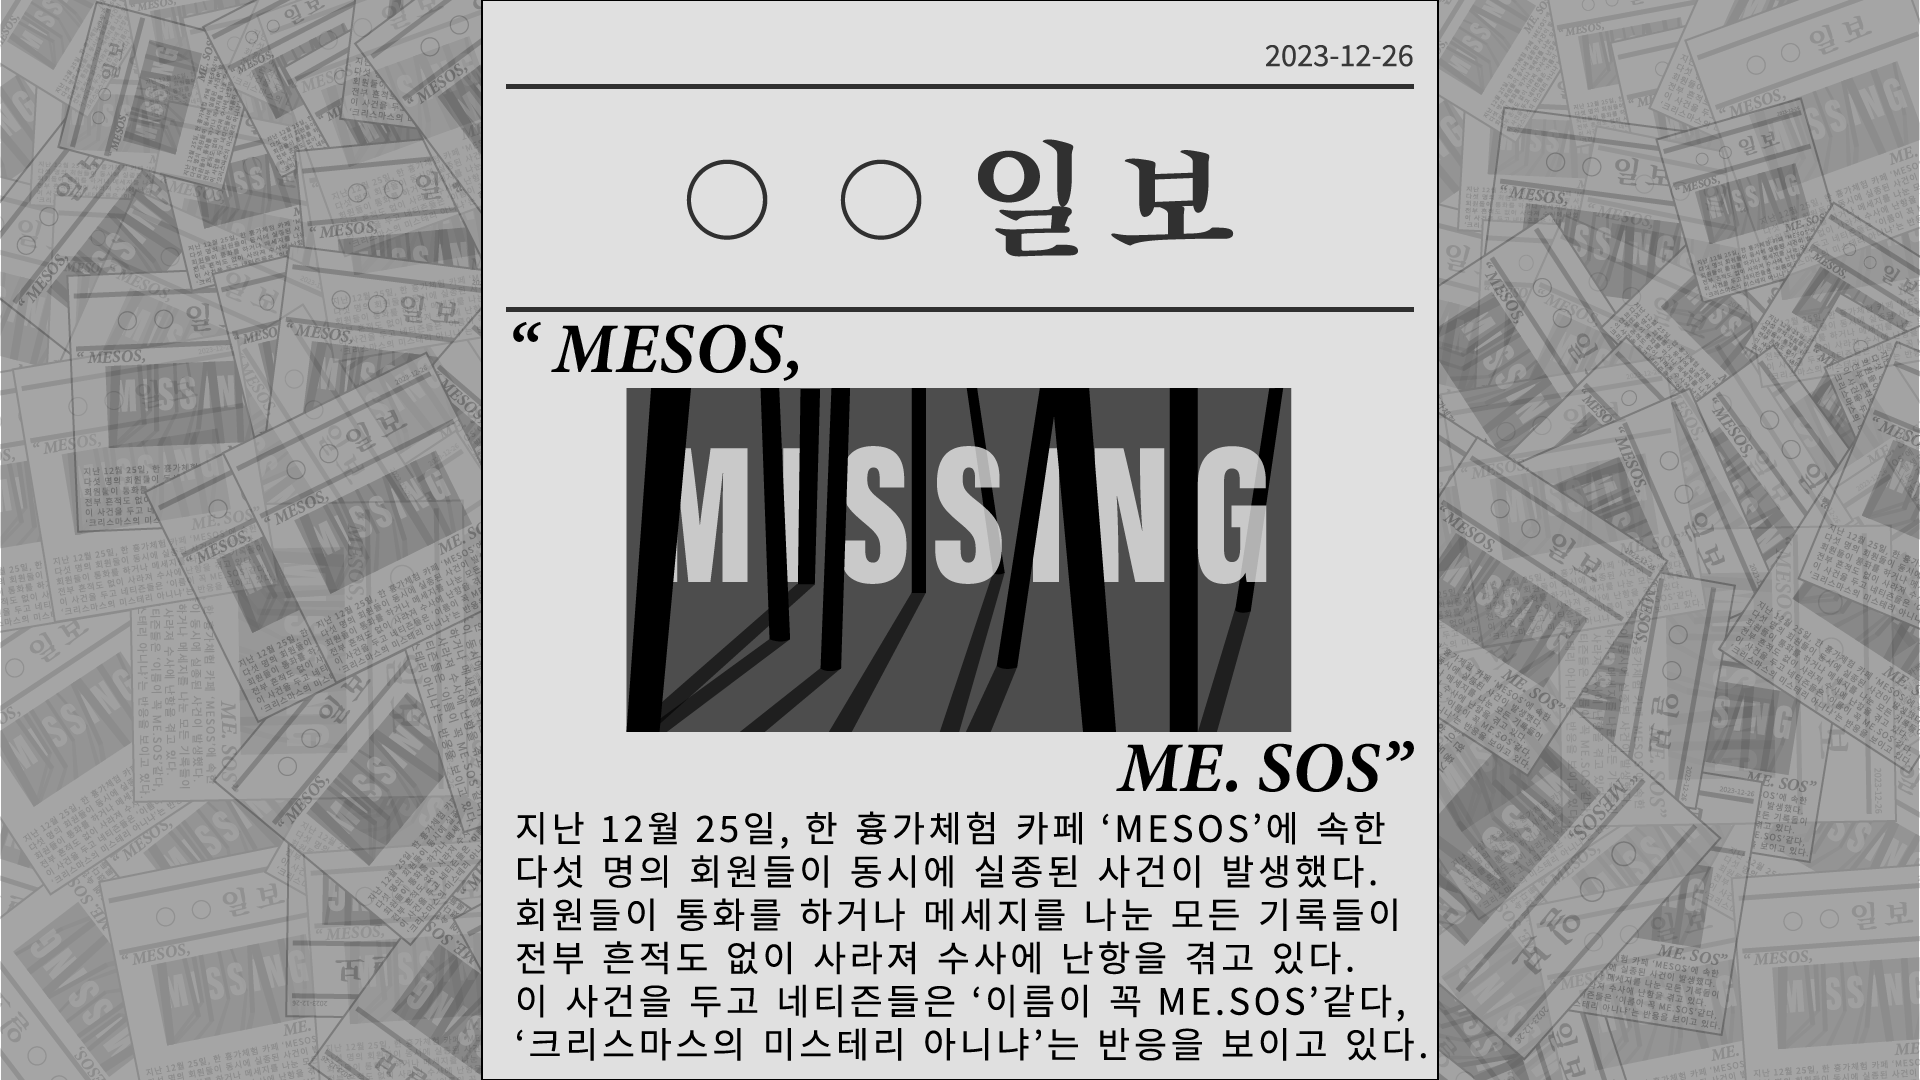 2023-12-26
○ ○일보
“ MESOS,
MISSING
ME. SOS”
지난 12월 25일, 한 흉가체험 카페 ‘MESOS’에 속한
다섯 명의 회원들이 동시에 실종된 사건이 발생했다.
회원들이 통화를 하거나 메세지를 나눈 모든 기록들이
전부 흔적도 없이 사라져 수사에 난항을 겪고 있다.
이 사건을 두고 네티즌들은 ‘이름이 꼭 ME.SOS’같다,
‘크리스마스의 미스테리 아니냐’는 반응을 보이고 있다.